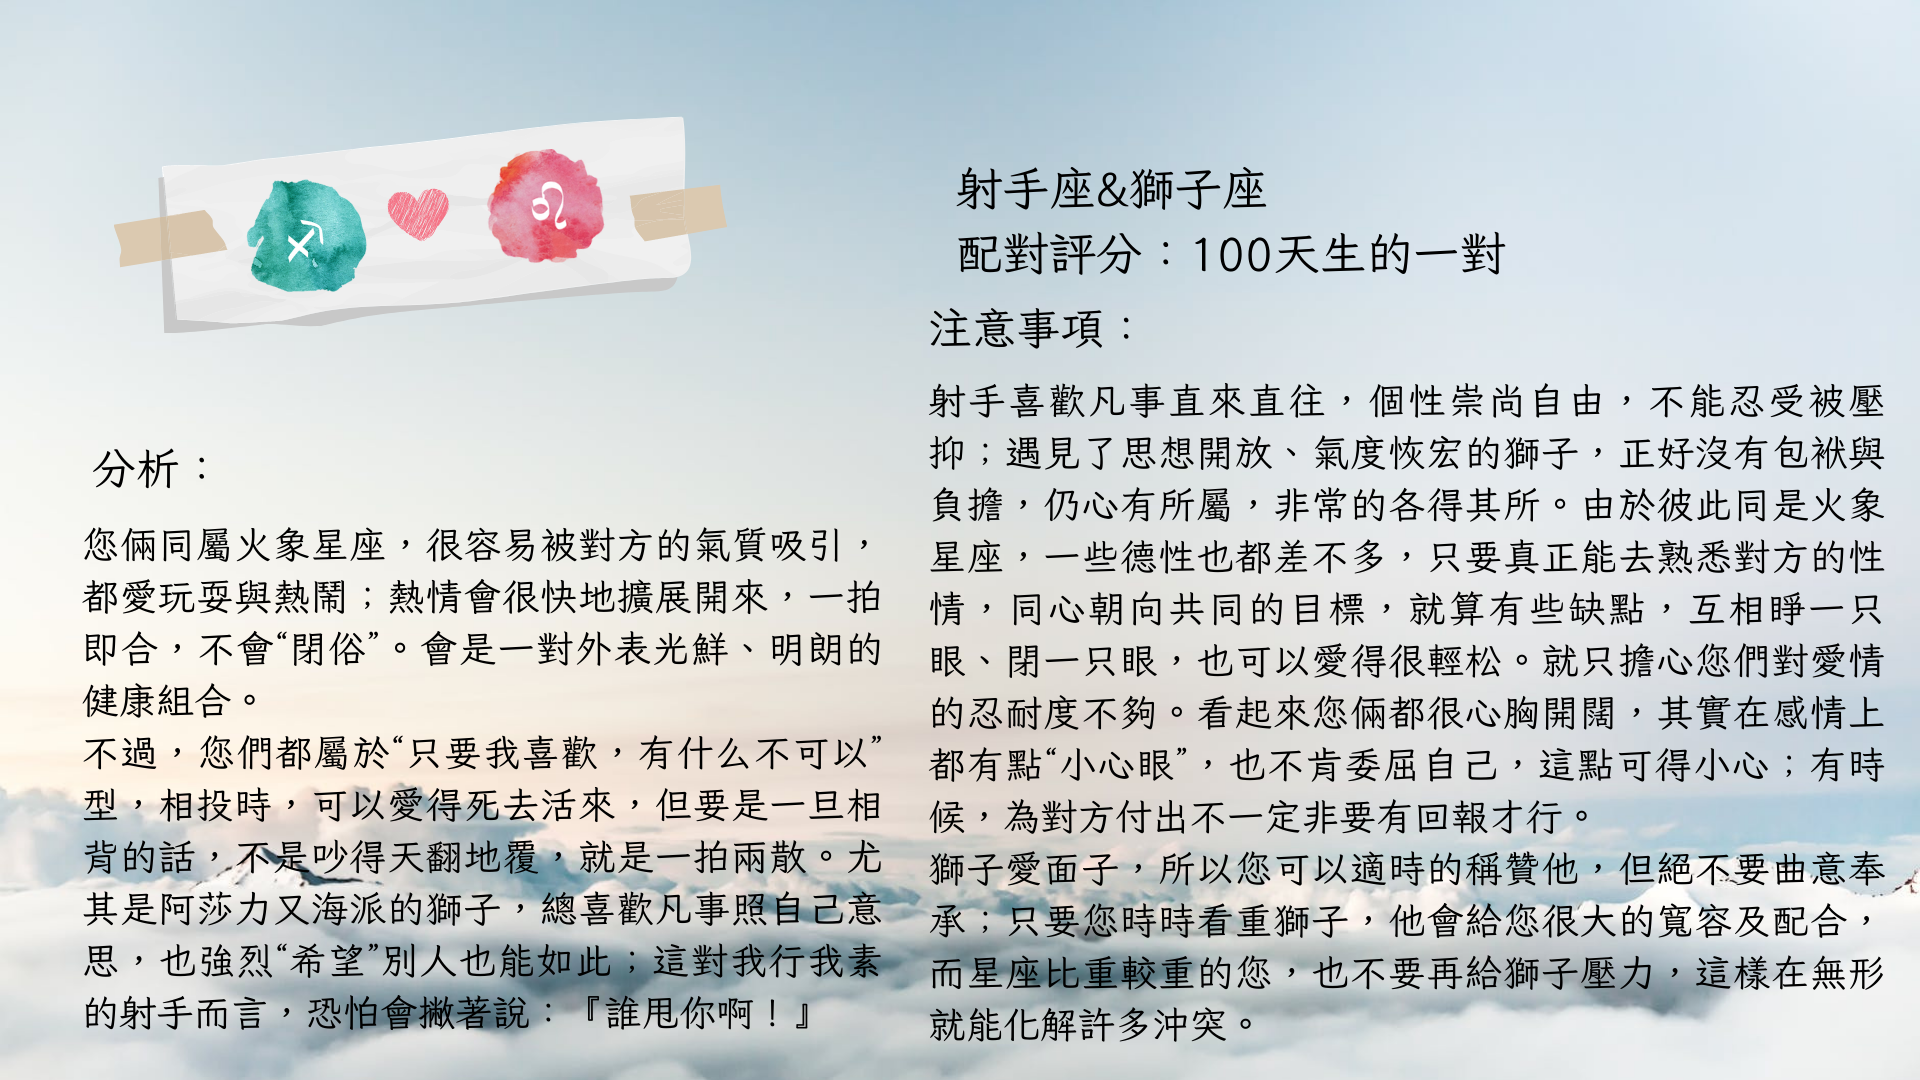 射手座&獅子座
配對評分：100天生的一對
分析：
您倆同屬火象星座，很容易被對方的氣質吸引，
都愛玩耍與熱鬧；熱情會很快地擴展開來，一拍
即合，不會“閉俗”。會是一對外表光鮮、明朗的
健康組合。
不過，您們都屬於“只要我喜歡，有什么不可以”
型，相投時，可以愛得死去活來，但要是一旦相
背的話，不是吵得天翻地覆，就是一拍兩散。尤
其是阿莎力又海派的獅子，總喜歡凡事照自己意
思，也強烈“希望”別人也能如此；這對我行我素
的射手而言，恐怕會撇著說：『誰甩你啊！』
注意事項：
射手喜歡凡事直來直往，個性崇尚自由，不能忍受被壓
抑；遇見了思想開放、氣度恢宏的獅子，正好沒有包袱與
負擔，仍心有所屬，非常的各得其所。由於彼此同是火象
星座，一些德性也都差不多，只要真正能去熟悉對方的性
情，同心朝向共同的目標，就算有些缺點，互相睜一只
眼、閉一只眼，也可以愛得很輕松。就只擔心您們對愛情
的忍耐度不夠。看起來您倆都很心胸開闊，其實在感情上
都有點“小心眼”，也不肯委屈自己，這點可得小心；有時
候，為對方付出不一定非要有回報才行。
獅子愛面子，所以您可以適時的稱贊他，但絕不要曲意奉
承；只要您時時看重獅子，他會給您很大的寬容及配合，
而星座比重較重的您，也不要再給獅子壓力，這樣在無形
就能化解許多沖突。